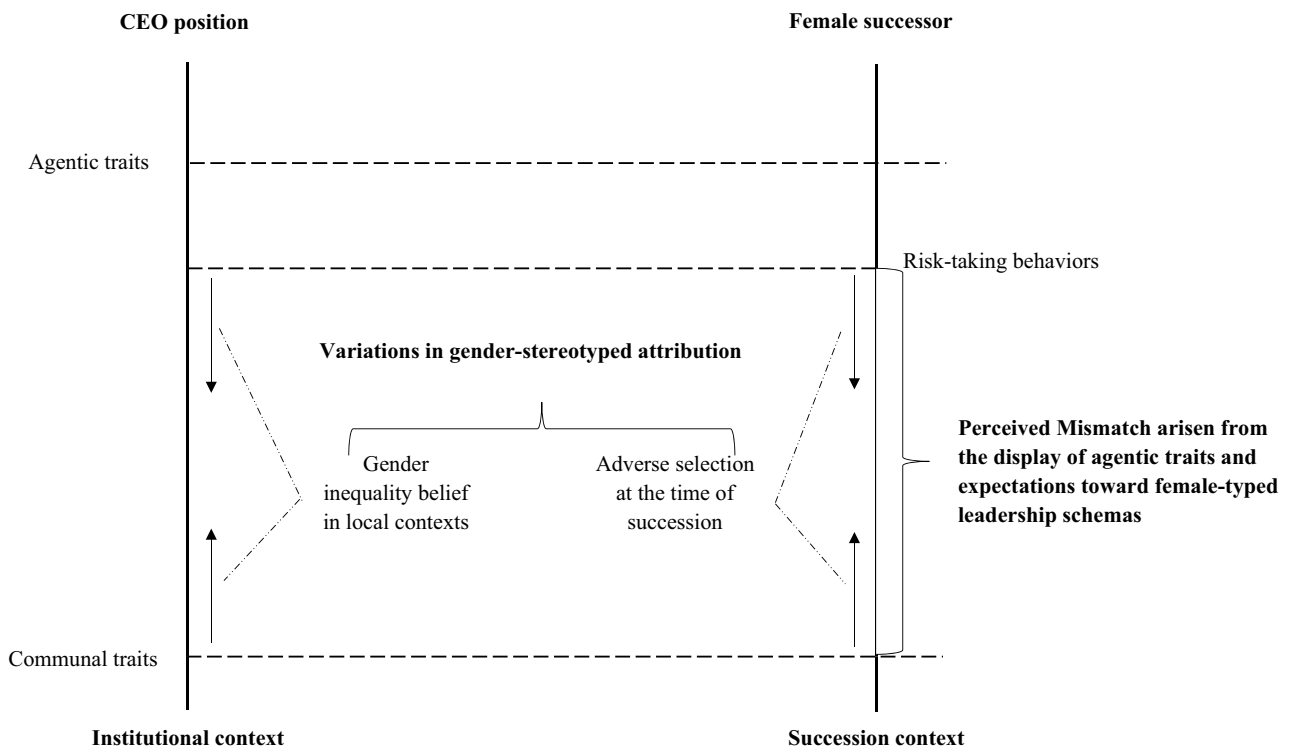 CEO position
Female successor
Agentic traits
Risk-taking behaviors
Variations in gender-stereotyped attribution
Gender
inequality belief
in local contexts
Adverse selection
at the time of
succession
Perceived Mismatch arisen from
the display of agentic traits and
expectations toward female-typed
leadership schemas
Communal traits
Institutional context
Succession context